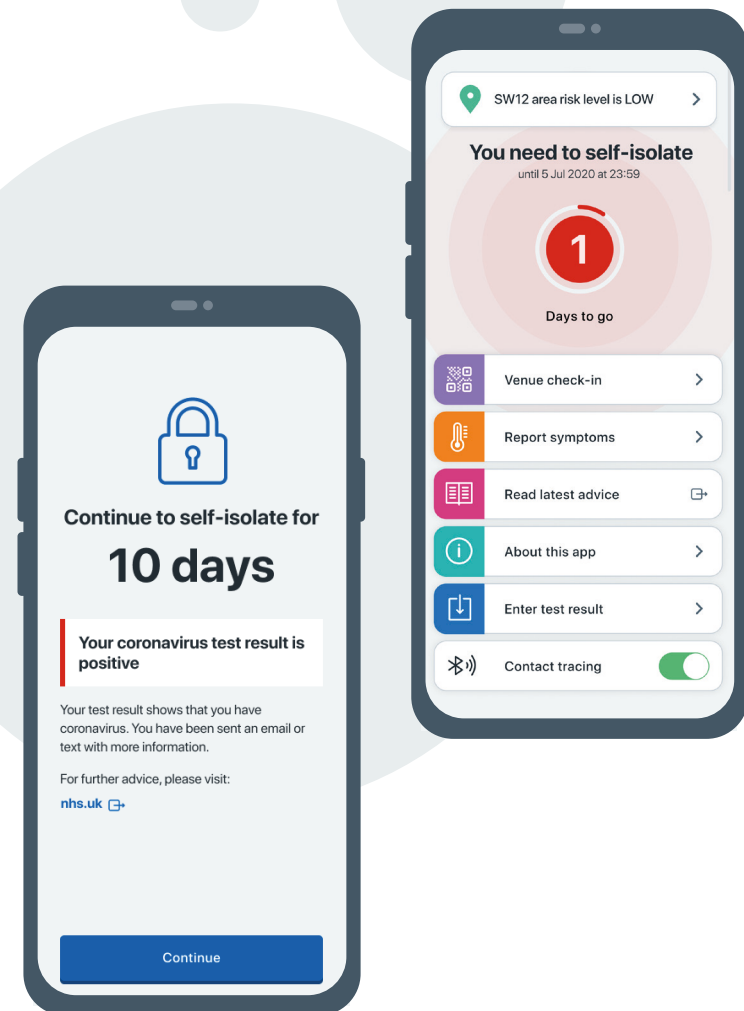 SW12 area risk level is LOW
You need to self-isolate
until 5 Jul 2020 at 23:59
1
Days to go
Venue check-in
Report symptoms
Read latest advice
About this app
Enter test result
Contact tracing
Continue to self-isolate for
10 days
Your coronavirus test result is
positive
Your test result shows that you have
coronavirus. You have been sent an email or
text with more information.
For further advice, please visit:
nhs.uk
Continue